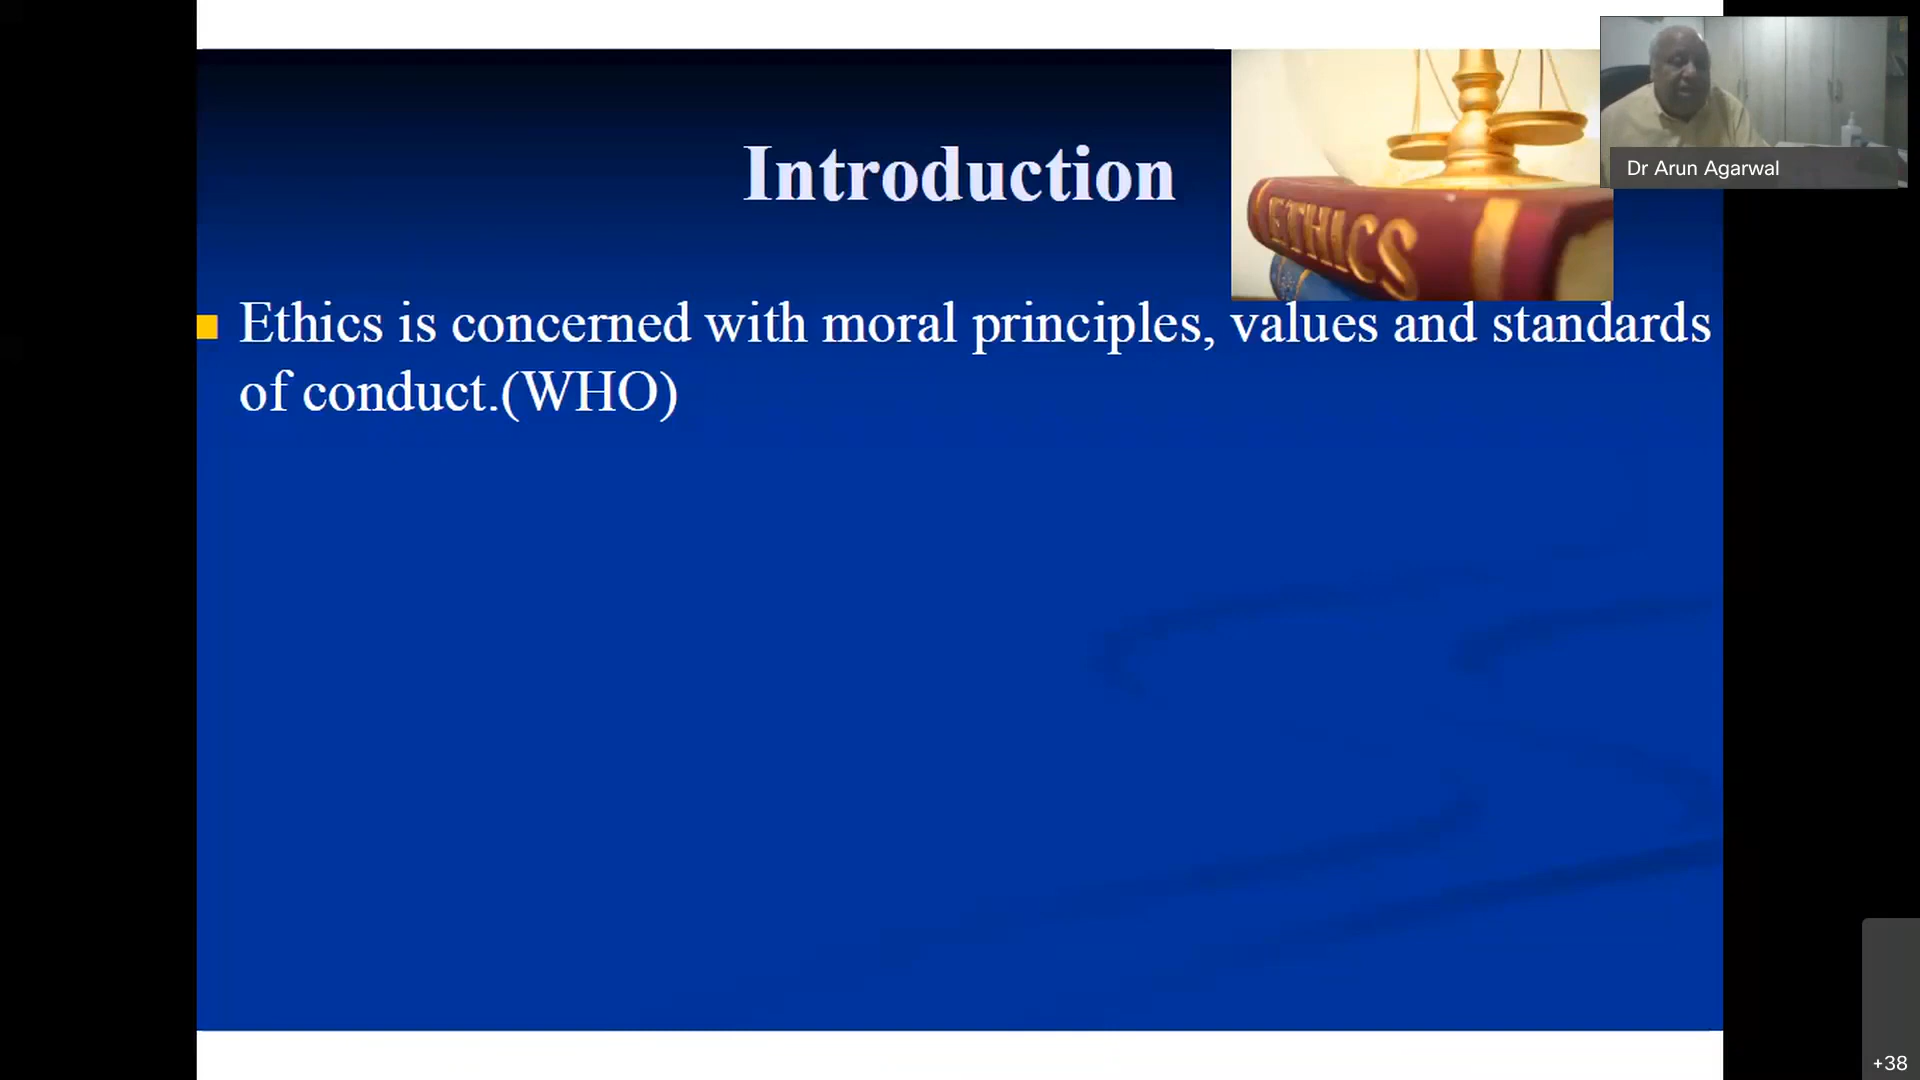 Introduction
ETHICS
Dr Arun Agarwal
Ethics is concerned with moral principles, values and standards
of conduct.(WHO)
+38